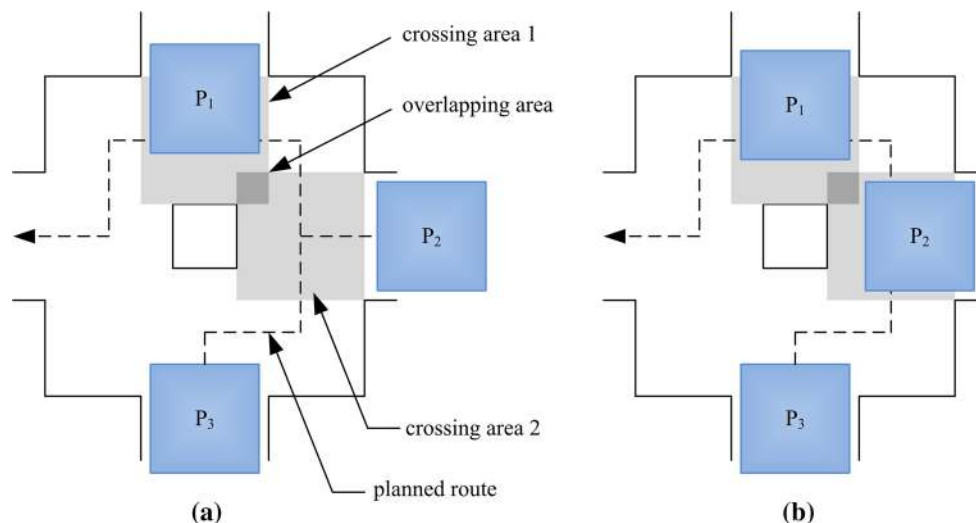 crossing area 1
P1
overlapping area
P2
P3
crossing area 2
planned route
(a)
P1
P2
P3
(b)